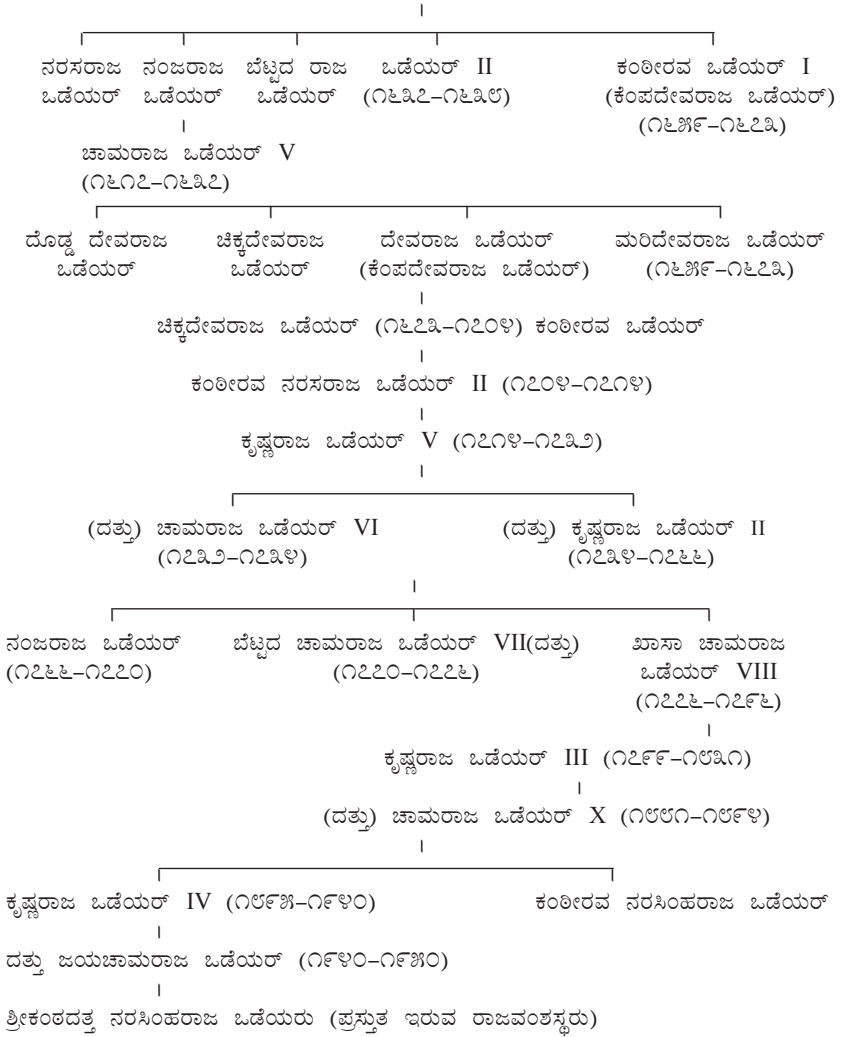 ನರಸರಾಜ ನಂಜರಾಜ ಬೆಟ್ಟದ ರಾಜ ಒಡೆಯರ್ II ಕಂಠೀರವ ಒಡೆಯರ್ I
ಒಡೆಯರ್ ಒಡೆಯರ್ ಒಡೆಯರ್ (೧೬೩೭–೧೬೩೮) (ಕೆಂಪದೇವರಾಜ ಒಡೆಯರ್)
(೧೬೫೯–೧೬೭೩)
ಚಾಮರಾಜ ಒಡೆಯರ್ V
(೧೬೧೭–೧೬೩೭)
ದೊಡ್ಡ ದೇವರಾಜ ಚಿಕ್ಕದೇವರಾಜ ದೇವರಾಜ ಒಡೆಯರ್ ಮರಿದೇವರಾಜ ಒಡೆಯರ್
ಒಡೆಯರ್ ಒಡೆಯರ್ (ಕೆಂಪದೇವರಾಜ ಒಡೆಯರ್) (೧೬೫೯–೧೬೭೩)
ಚಿಕ್ಕದೇವರಾಜ ಒಡೆಯರ್ (೧೬೭೩–೧೭೦೪) ಕಂಠೀರವ ಒಡೆಯರ್
ಕಂಠೀರವ ನರಸರಾಜ ಒಡೆಯರ್ II (೧೭೦೪–೧೭೧೪)
ಕೃಷ್ಣರಾಜ ಒಡೆಯರ್ V (೧೭೧೪–೧೭೩೨)
(ದತ್ತು) ಚಾಮರಾಜ ಒಡೆಯರ್ VI (ದತ್ತು) ಕೃಷ್ಣರಾಜ ಒಡೆಯರ್ II
(೧೭೩೨–೧೭೩೪) (೧೭೩೪–೧೭೬೬)
ನಂಜರಾಜ ಒಡೆಯರ್ ಬೆಟ್ಟದ ಚಾಮರಾಜ ಒಡೆಯರ್ VII(ದತ್ತು) ಖಾಸಾ ಚಾಮರಾಜ
(೧೭೬೬–೧೭೭೦) (೧೭೭೦–೧೭೭೬) ಒಡೆಯರ್ VIII
(೧೭೭೬–೧೭೯೬)
ಕೃಷ್ಣರಾಜ ಒಡೆಯರ್ III (೧೭೯೯–೧೮೩೧)
(ದತ್ತು) ಚಾಮರಾಜ ಒಡೆಯರ್ X (೧೮೮೧–೧೮೯೪)
ಕೃಷ್ಣರಾಜ ಒಡೆಯರ್ IV (೧೮೯೫–೧೯೪೦) ಕಂಠೀರವ ನರಸಿಂಹರಾಜ ಒಡೆಯರ್
ದತ್ತು ಜಯಚಾಮರಾಜ ಒಡೆಯರ್ (೧೯೪೦–೧೯೫೦)
ಶ್ರೀಕಂಠದತ್ತ ನರಸಿಂಹರಾಜ ಒಡೆಯರು (ಪ್ರಸ್ತುತ ಇರುವ ರಾಜವಂಶಸ್ಥರು)